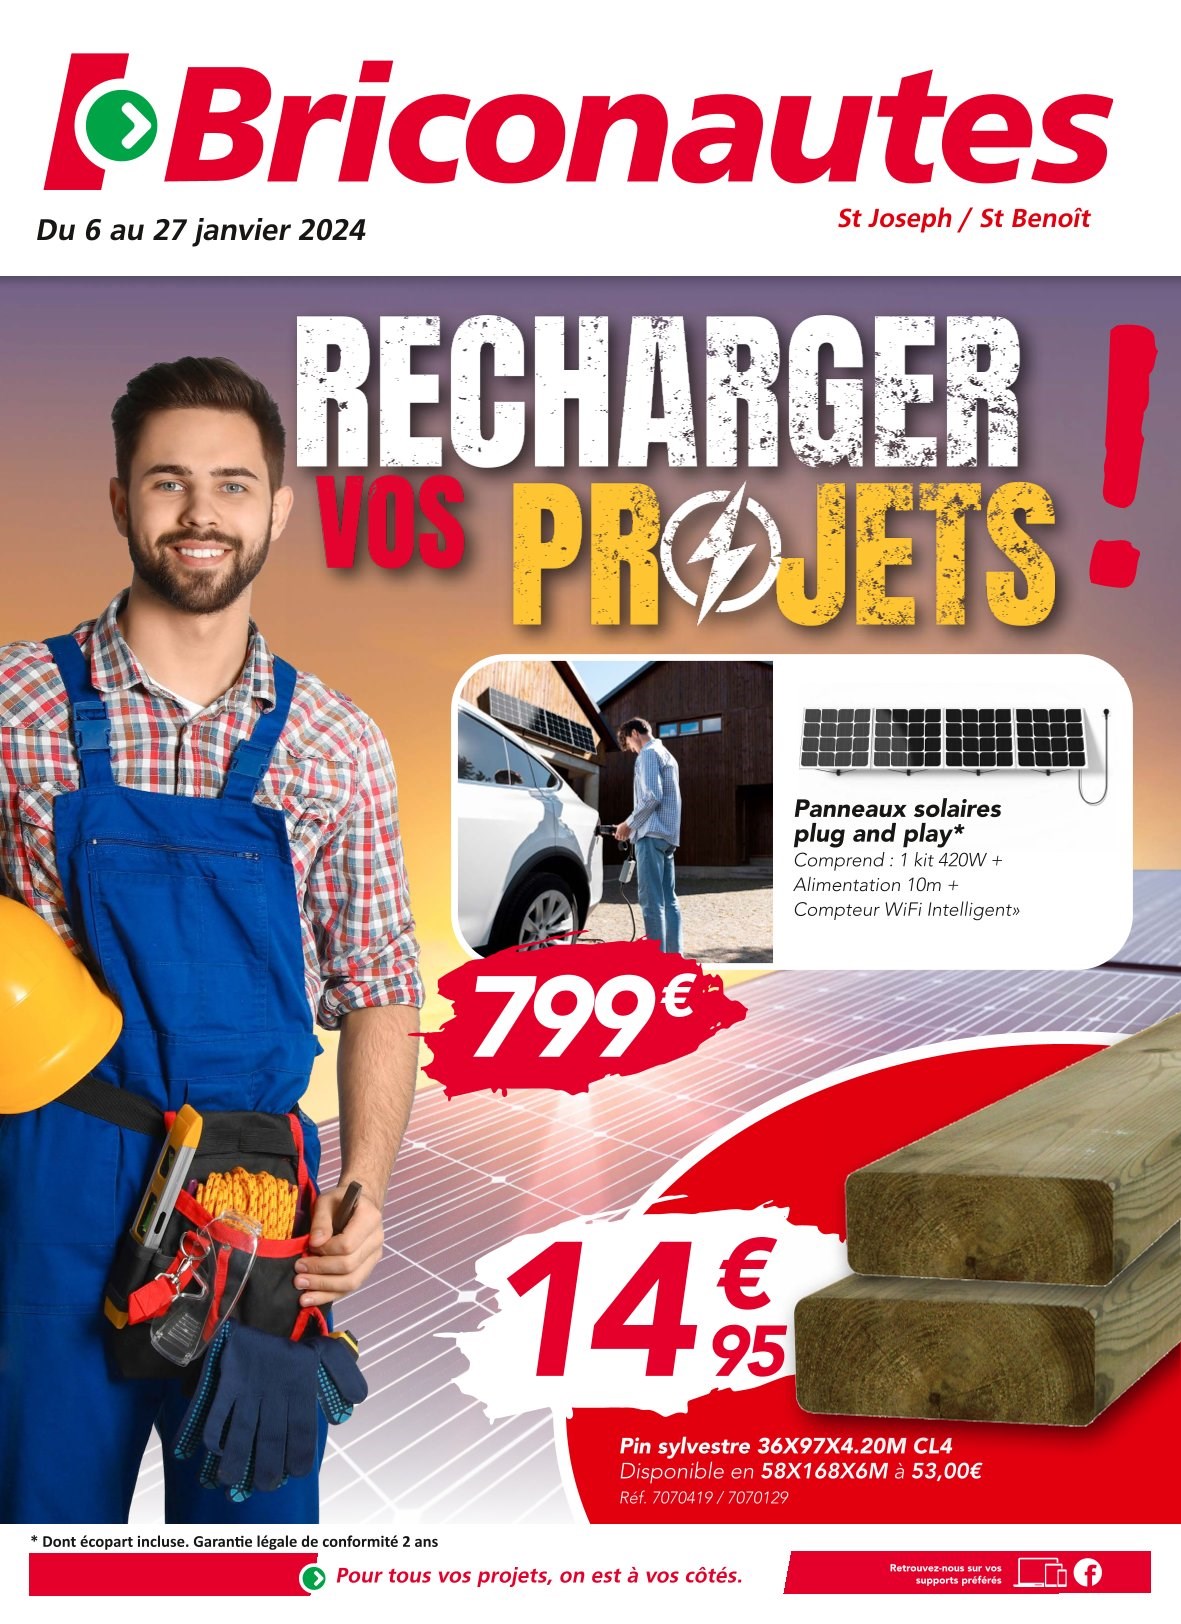 Briconautes
Du 6 au 27 janvier 2024
St Joseph / St Benoît
RECHARGER
VOS PROJETS !
Panneaux solaires
plug and play*
Comprend : 1 kit 420W +
Alimentation 10m +
Compteur WiFi Intelligent»
799€
14€95
Pin sylvestre 36X97X4.20M CL4
Disponible en 58X168X6M à 53,00€
Réf. 7070419 / 7070129
* Dont écopart incluse. Garantie légale de conformité 2 ans
Pour tous vos projets, on est à vos côtés.
Retrouvez-nous sur vos
supports préférés